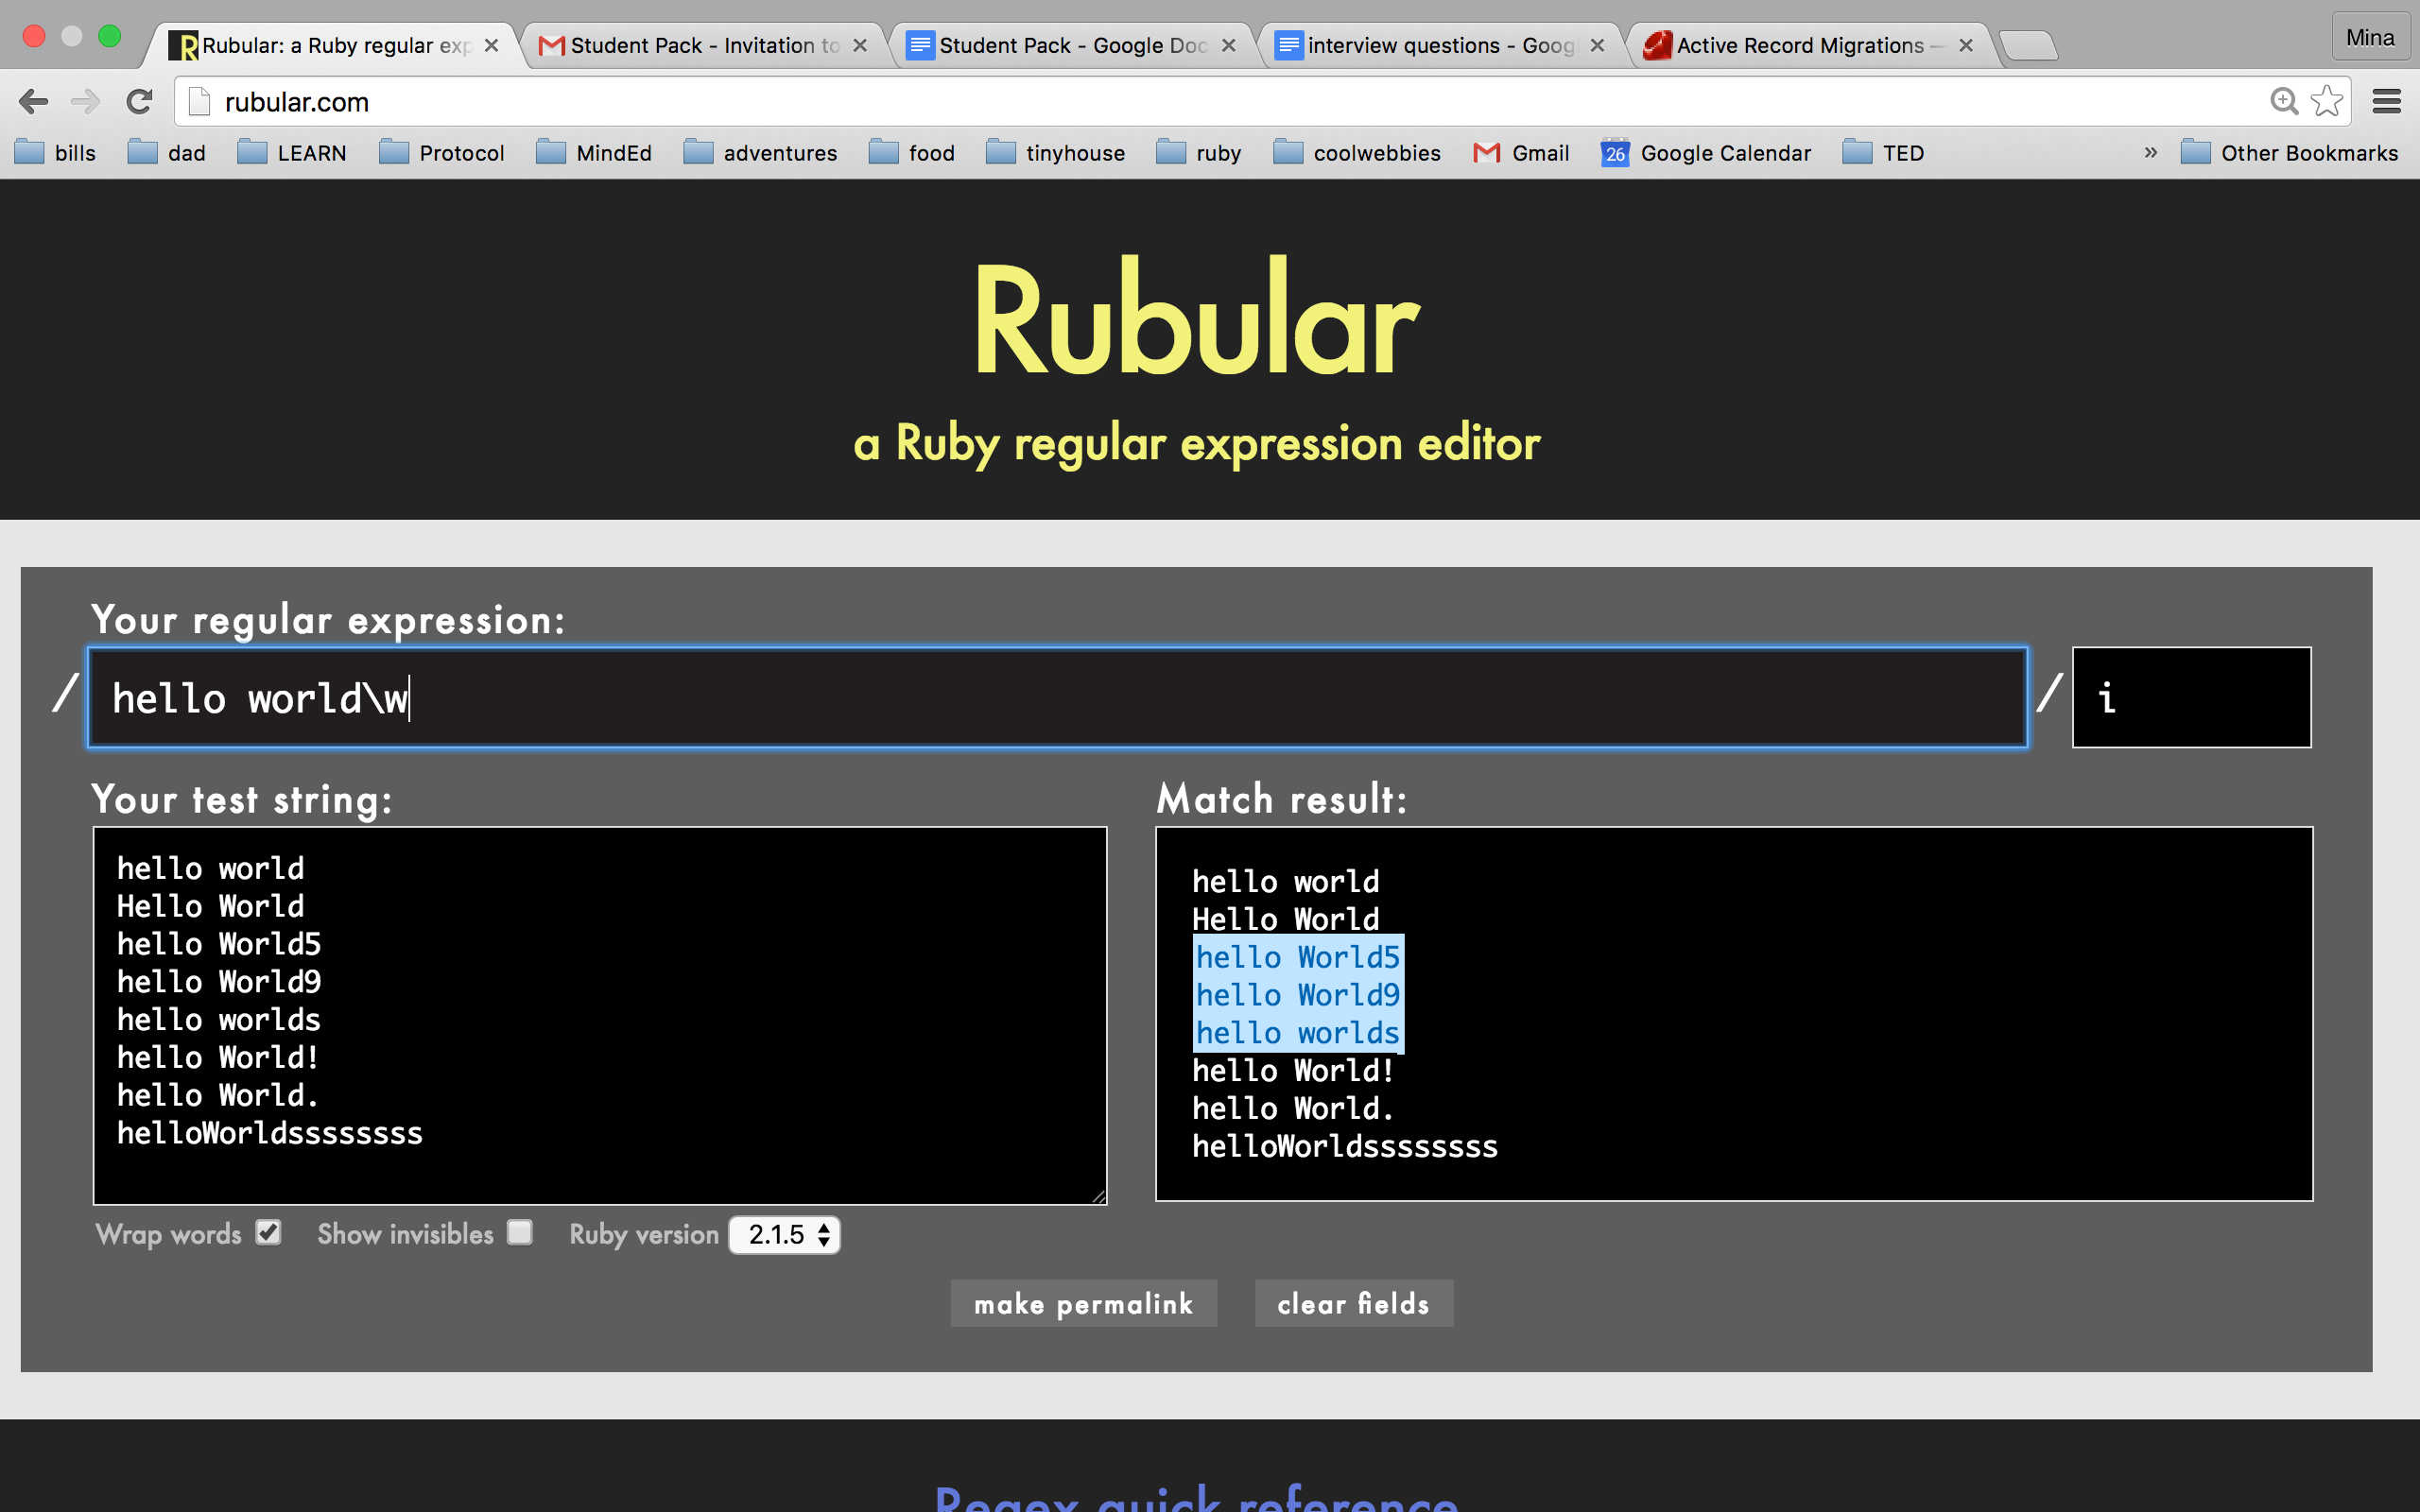 Rubular: a Ruby regular exp
Student Pack - Invitation to
Student Pack - Google Doc
interview questions - Goog
Active Record Migrations —
Mina
rubular.com
bills
dad
LEARN
Protocol
MindEd
adventures
food
tinyhouse
ruby
coolwebbies
Gmail
26 Google Calendar
TED
»
Other Bookmarks
Rubular
a Ruby regular expression editor
Your regular expression:
/ hello world\w / i
Your test string:
hello world
Hello World
hello World5
hello World9
hello worlds
hello World!
hello World.
helloWorldssssssss
Match result:
hello world
Hello World
hello World5
hello World9
hello worlds
hello World!
hello World.
helloWorldssssssss
Wrap words Show invisibles Ruby version 2.1.5
make permalink clear fields
Regex quick reference